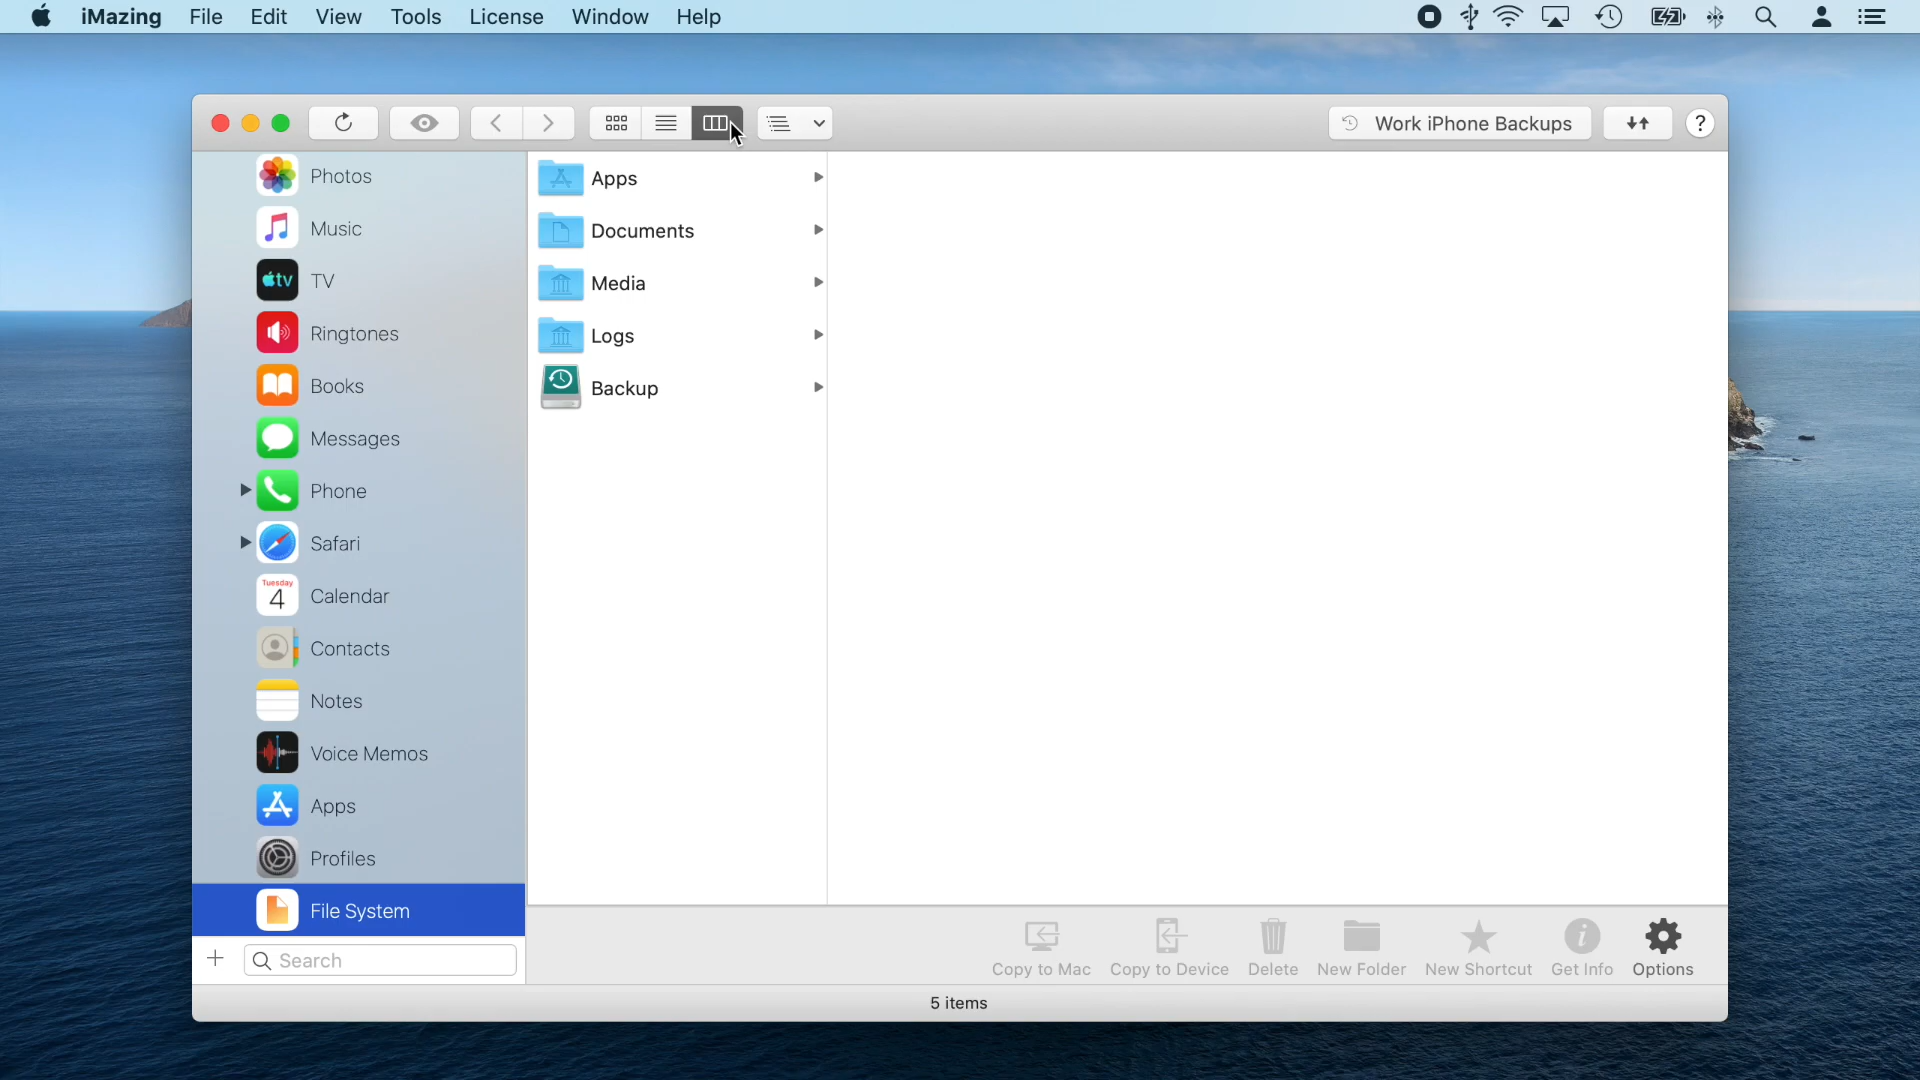 iMazing File Edit View Tools License Window Help
Work iPhone Backups ?
Photos
Music
tv TV
Ringtones
Books
Messages
Phone
Safari
Tuesday
4 Calendar
Contacts
Notes
Voice Memos
Apps
Profiles
File System
+ Search
Apps
Documents
Media
Logs
Backup
Copy to Mac Copy to Device Delete New Folder New Shortcut Get Info Options
5 items